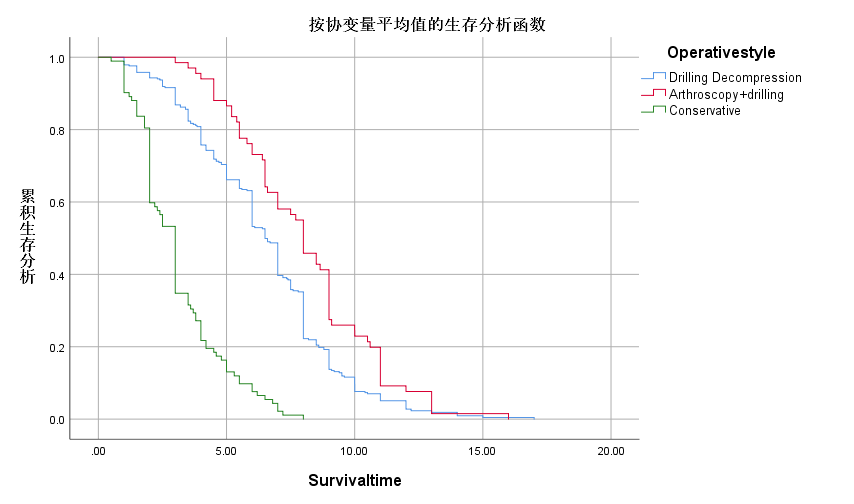 按协变量平均值的生存分析函数
Operativestyle
Drilling Decompression
Arthroscopy+drilling
Conservative
累积生存分析
1.0
0.8
0.6
0.4
0.2
0.0
.00
5.00
10.00
15.00
20.00
Survivaltime